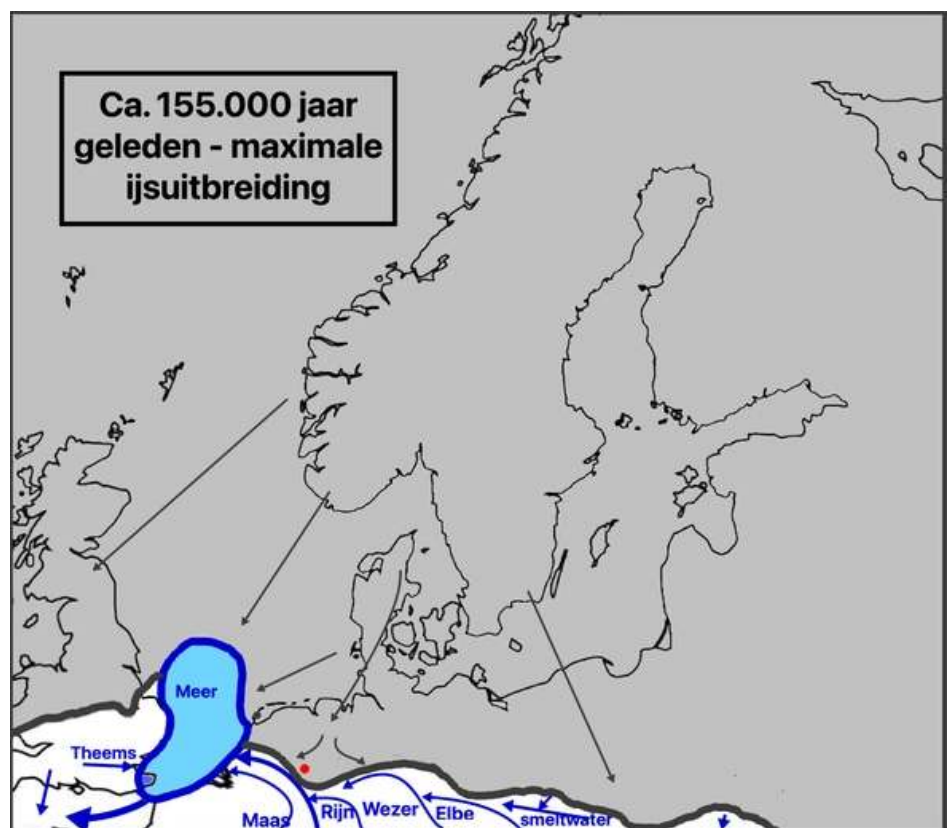 Ca. 155.000 jaar
geleden - maximale
ijsuitbreiding
Meer
Theems
Maas
Rijn
Wezer
Elbe
smeltwater